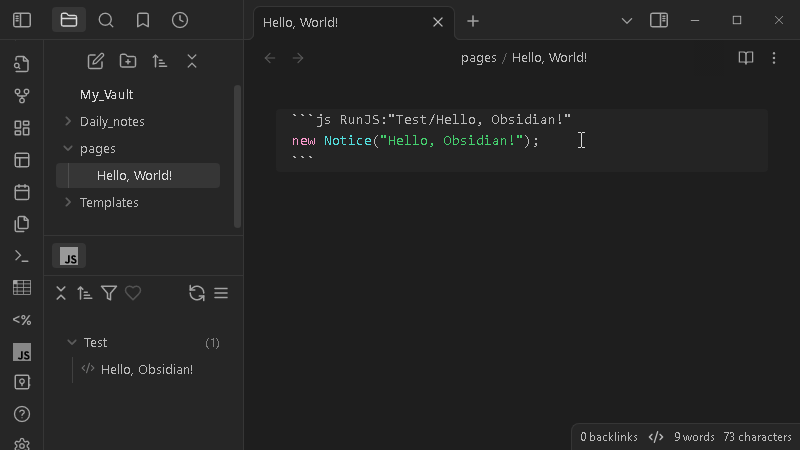 Hello, World!
My_Vault
Daily_notes
pages
Hello, World!
Templates
JS
Test (1)
</> Hello, Obsidian!
<%
JS
pages / Hello, World!
```js RunJS:"Test/Hello, Obsidian!"
new Notice("Hello, Obsidian!");
```
0 backlinks </> 9 words 73 characters